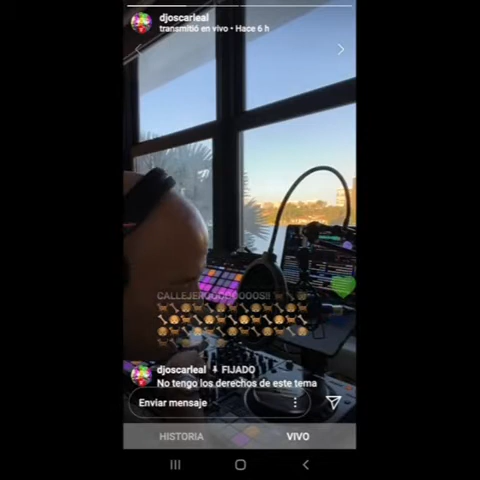 djoscarleal
transmitió en vivo • Hace 6 h
djoscarleal FIJADO
No tengo los derechos de este tema
Enviar mensaje
HISTORIA VIVO